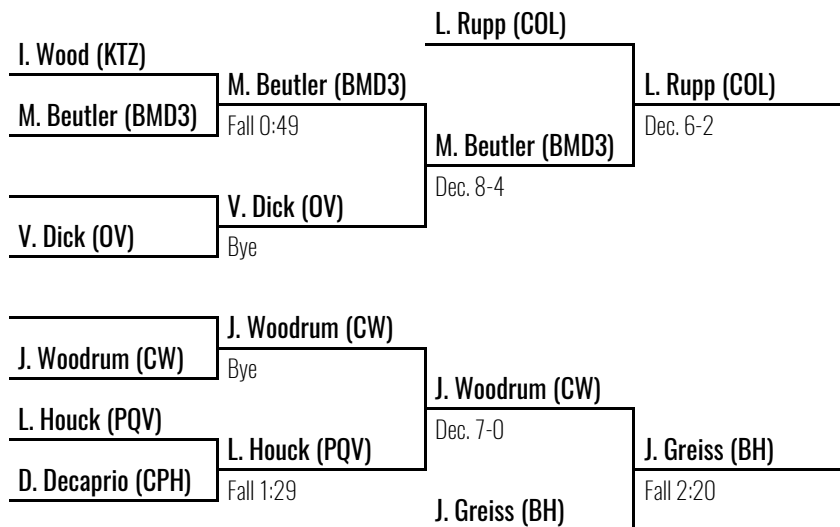 L. Rupp (COL)
I. Wood (KTZ)
M. Beutler (BMD3)
L. Rupp (COL)
M. Beutler (BMD3)
Fall 0:49
Dec. 6-2
M. Beutler (BMD3)
Dec. 8-4
V. Dick (OV)
V. Dick (OV)
Bye
J. Woodrum (CW)
J. Woodrum (CW)
Bye
J. Woodrum (CW)
L. Houck (PQV)
Dec. 7-0
L. Houck (PQV)
J. Greiss (BH)
D. Decaprio (CPH)
Fall 1:29
Fall 2:20
J. Greiss (BH)